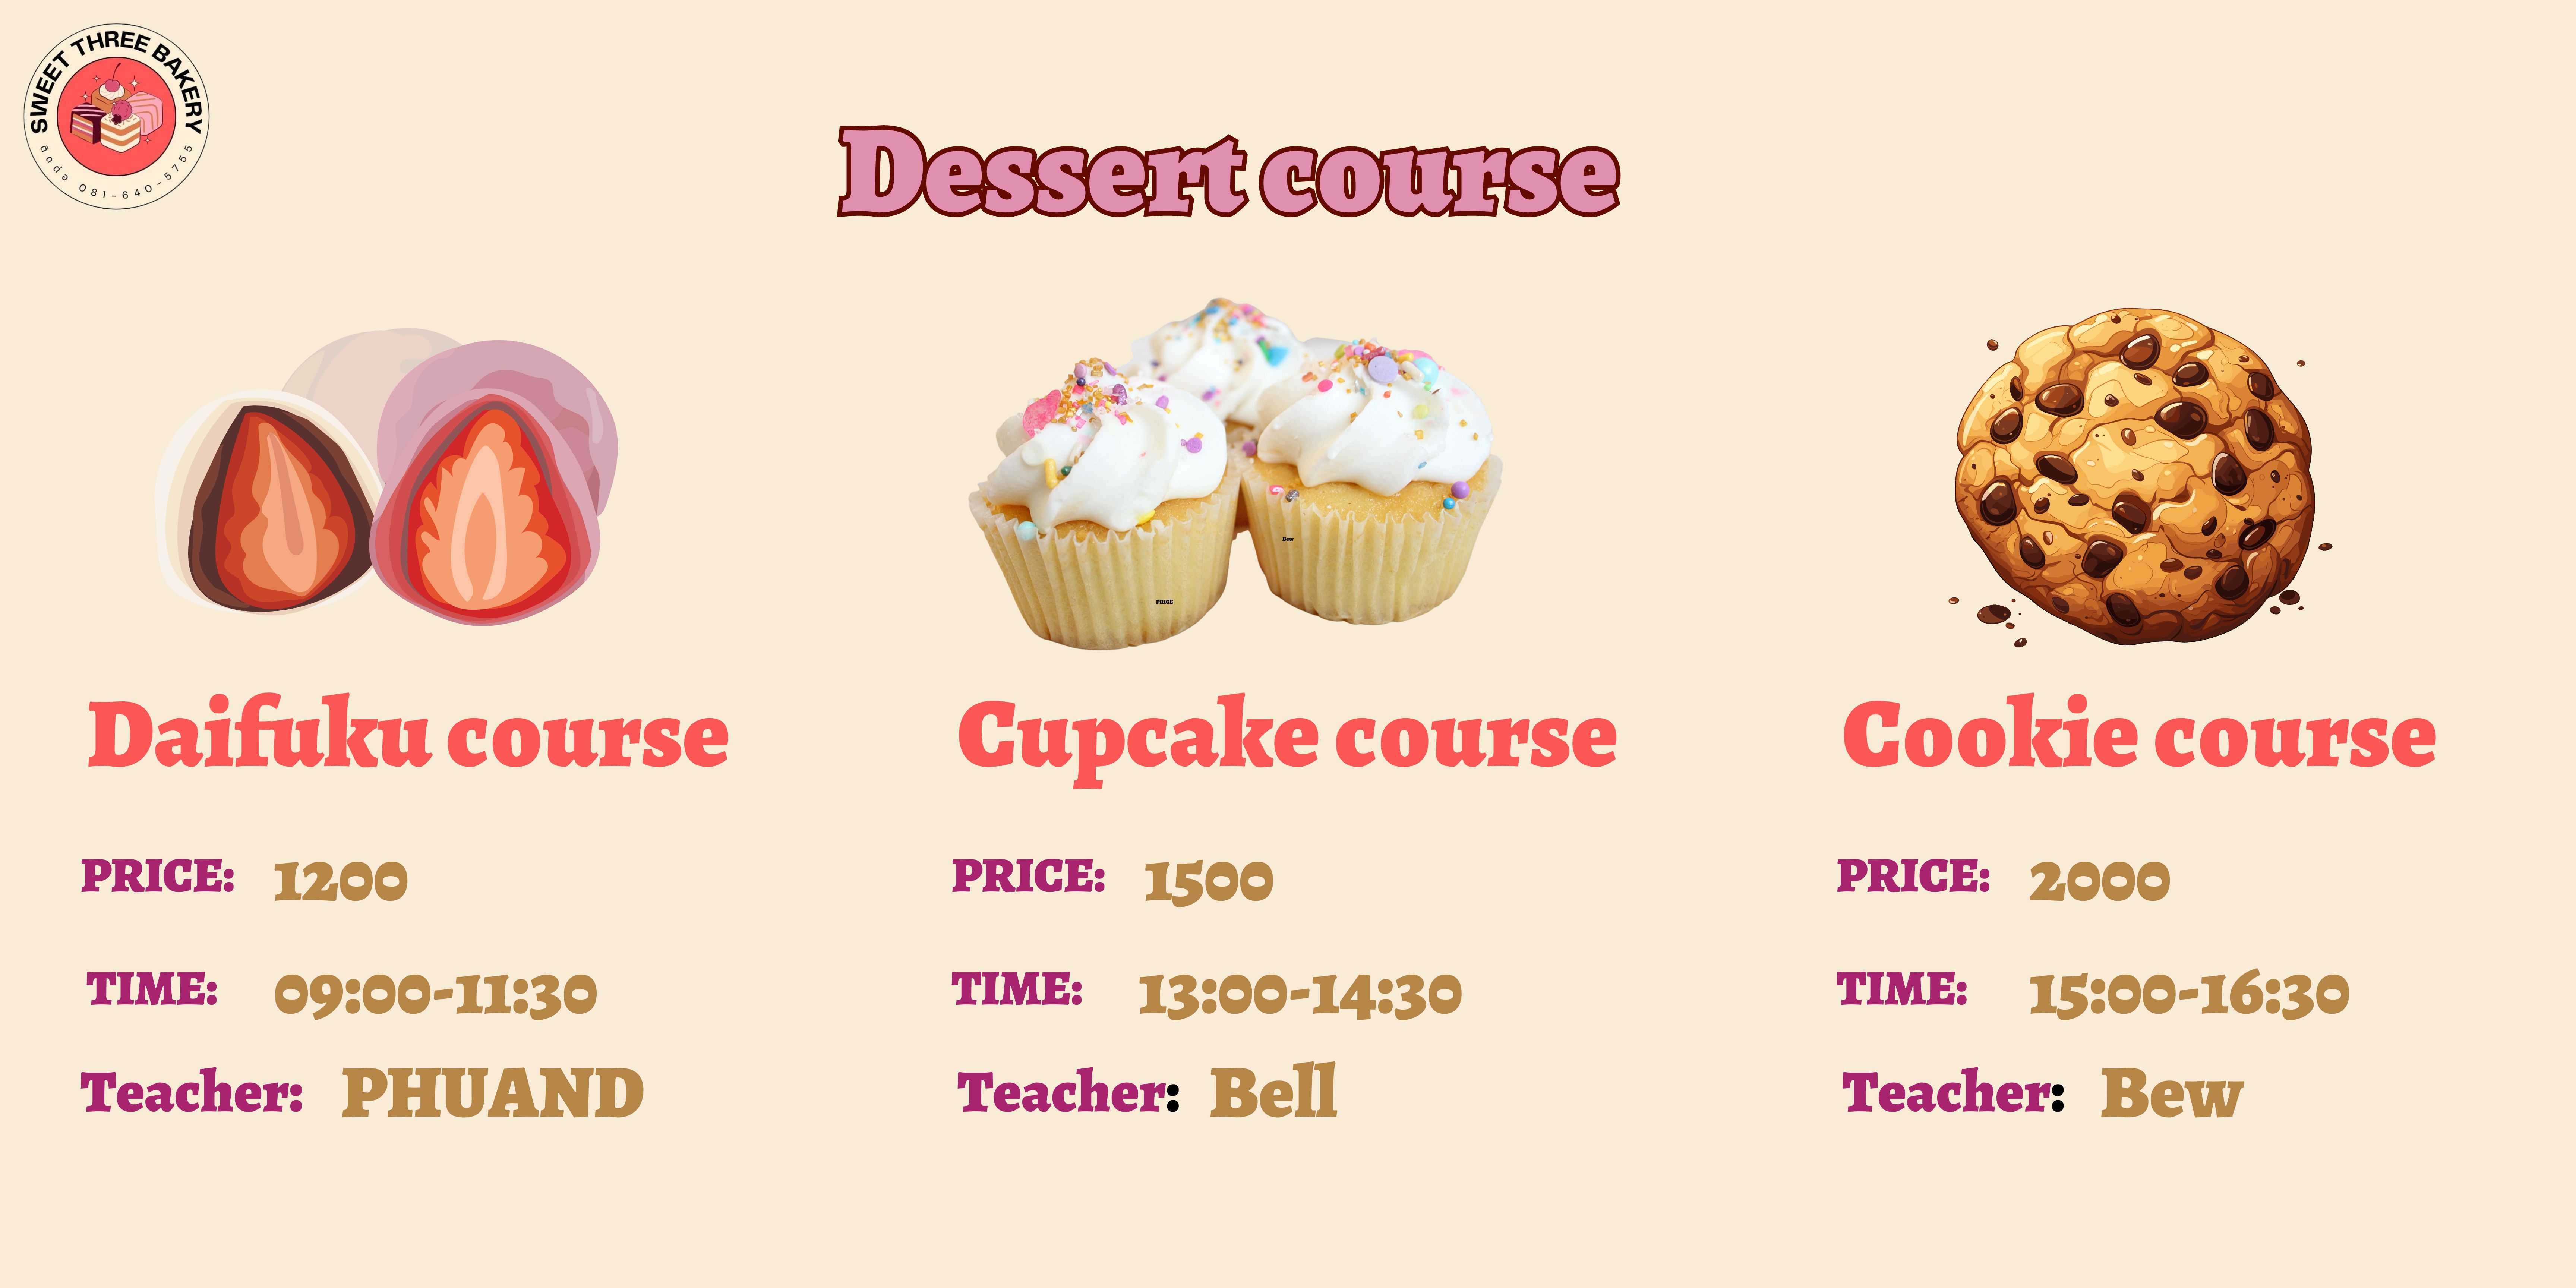 SWEET THREE BAKERY
ติดต่อ 081-640-5755
Dessert course
Bew
PRICE
Daifuku course
PRICE: 1200
TIME: 09:00-11:30
Teacher: PHUAND
Cupcake course
PRICE: 1500
TIME: 13:00-14:30
Teacher: Bell
Cookie course
PRICE: 2000
TIME: 15:00-16:30
Teacher: Bew